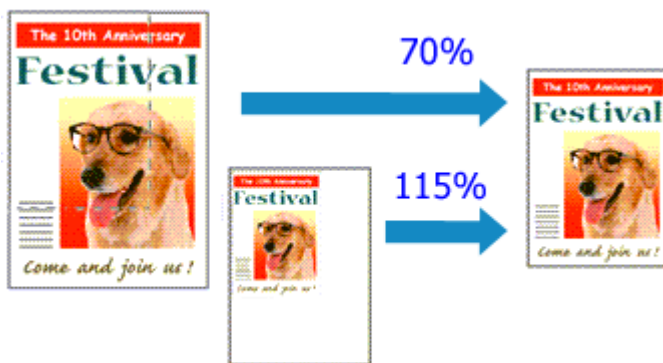 The 10th Anniversary
Festival
Come and join us!
70%
The 10th Anniversary
Festival
Come and join us!
115%
The 10th Anniversary
Festival
Come and join us!